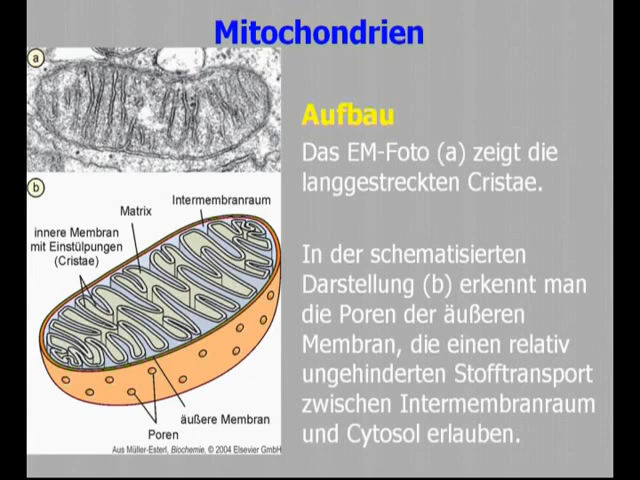 Mitochondrien
a
Aufbau
Das EM-Foto (a) zeigt die
langgestreckten Cristae.
b
Intermembranraum
Matrix
innere Membran
mit Einstülpungen
(Cristae)
In der schematisierten
Darstellung (b) erkennt man
die Poren der äußeren
Membran, die einen relativ
ungehinderten Stofftransport
zwischen Intermembranraum
und Cytosol erlauben.
äußere Membran
Poren
Aus Müller-Esterl, Biochemie, © 2004 Elsevier GmbH